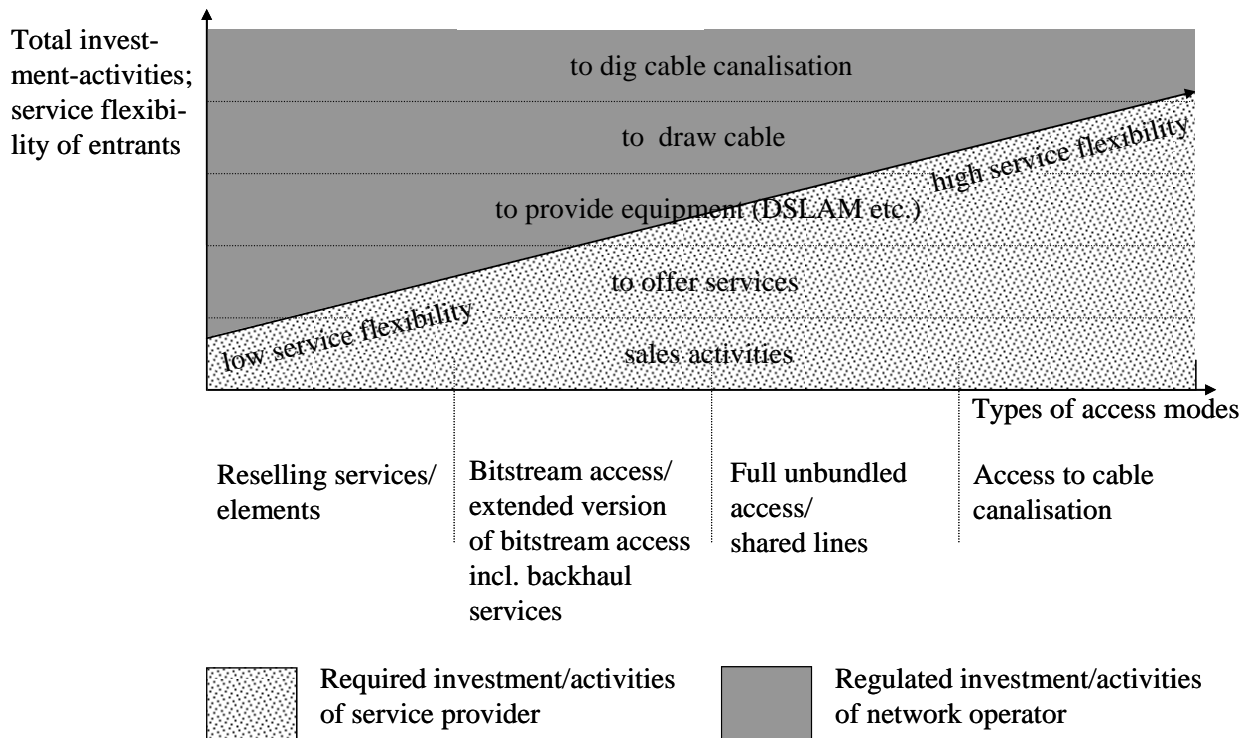 Total invest-
ment-activities;
service flexibi-
lity of entrants
to dig cable canalisation
to draw cable
high service flexibility
to provide equipment (DSLAM etc.)
to offer services
low service flexibility
sales activities
Types of access modes
Reselling services/
elements
Bitstream access/
extended version
of bitstream access
incl. backhaul
services
Full unbundled
access/
shared lines
Access to cable
canalisation
Required investment/activities
of service provider
Regulated investment/activities
of network operator